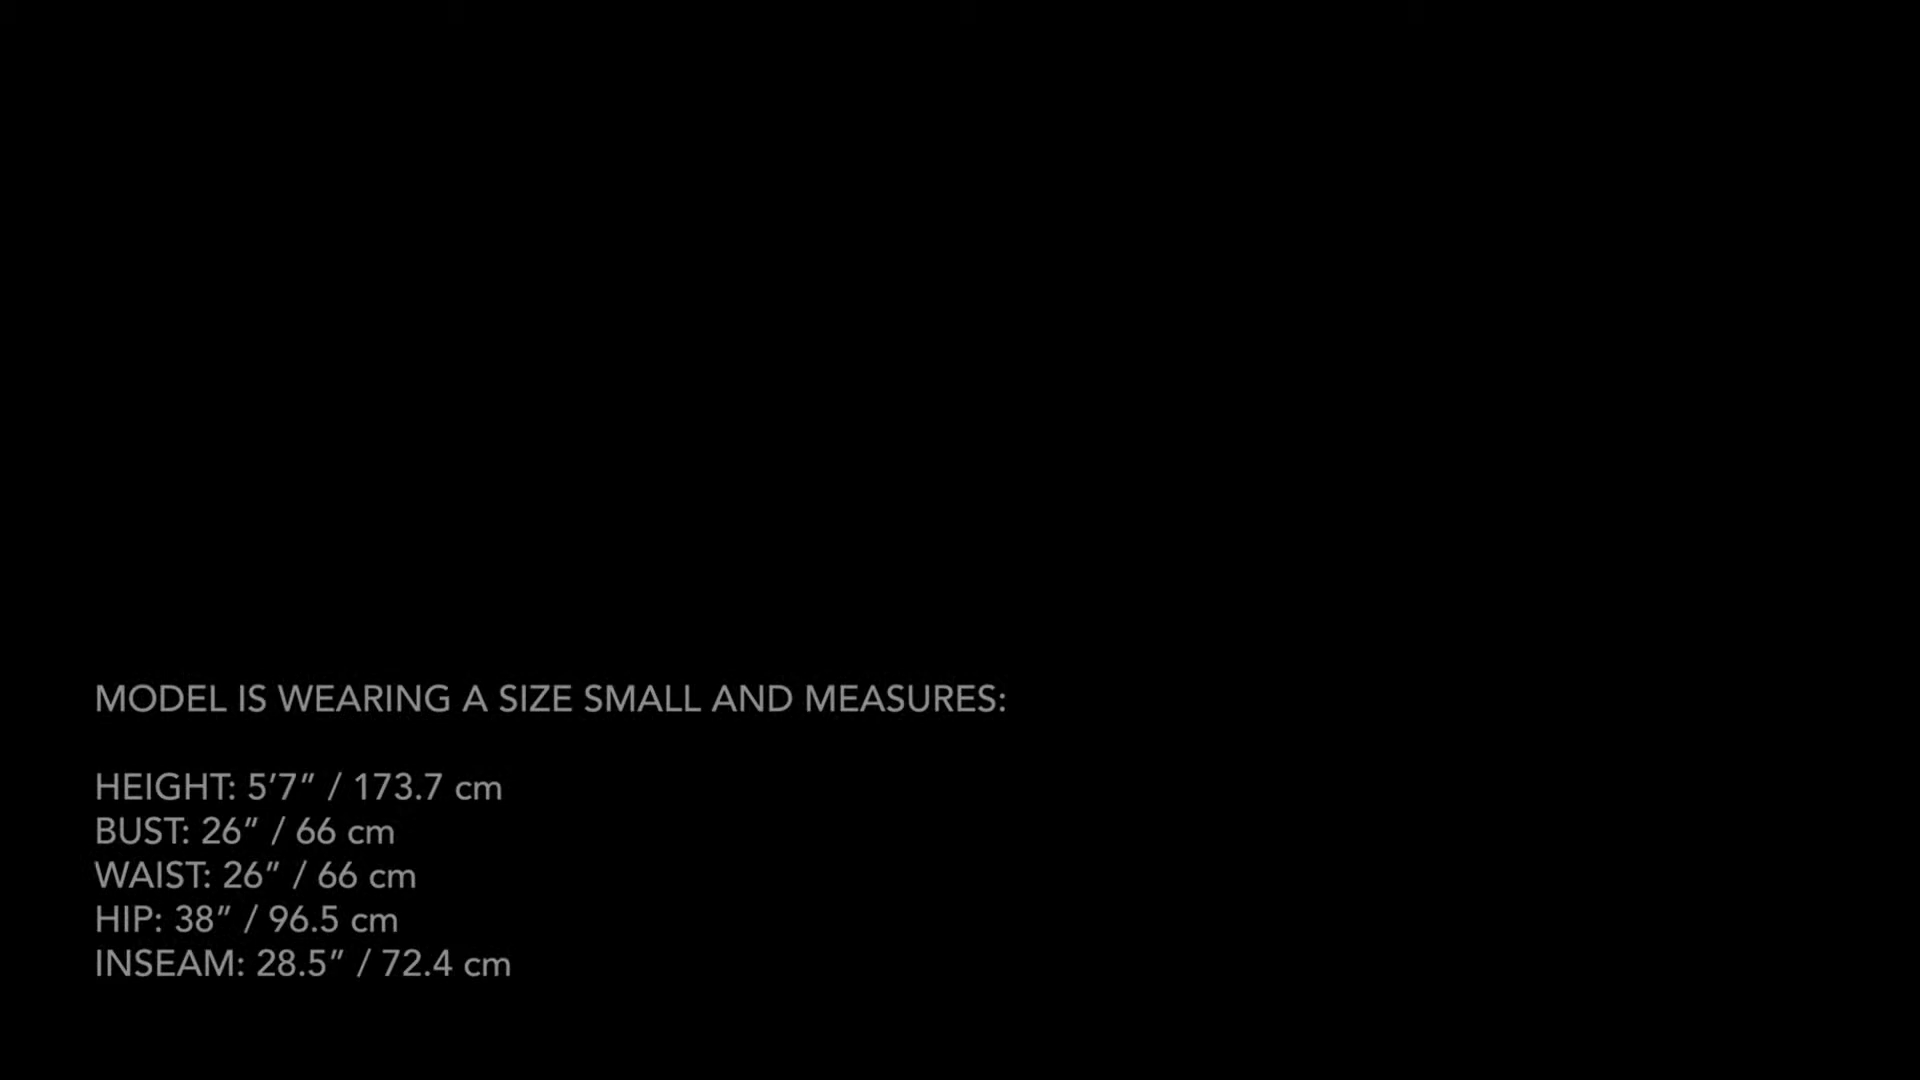 MODEL IS WEARING A SIZE SMALL AND MEASURES:
HEIGHT: 5’7” / 173.7 cm
BUST: 26” / 66 cm
WAIST: 26” / 66 cm
HIP: 38” / 96.5 cm
INSEAM: 28.5” / 72.4 cm